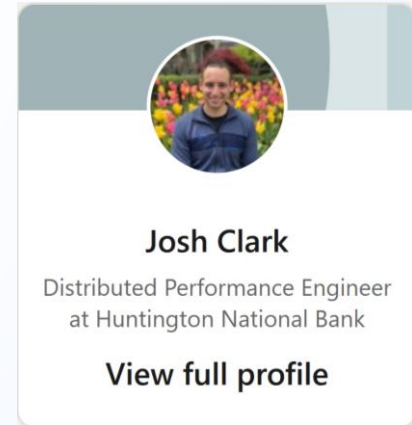 Josh Clark
Distributed Performance Engineer
at Huntington National Bank
View full profile